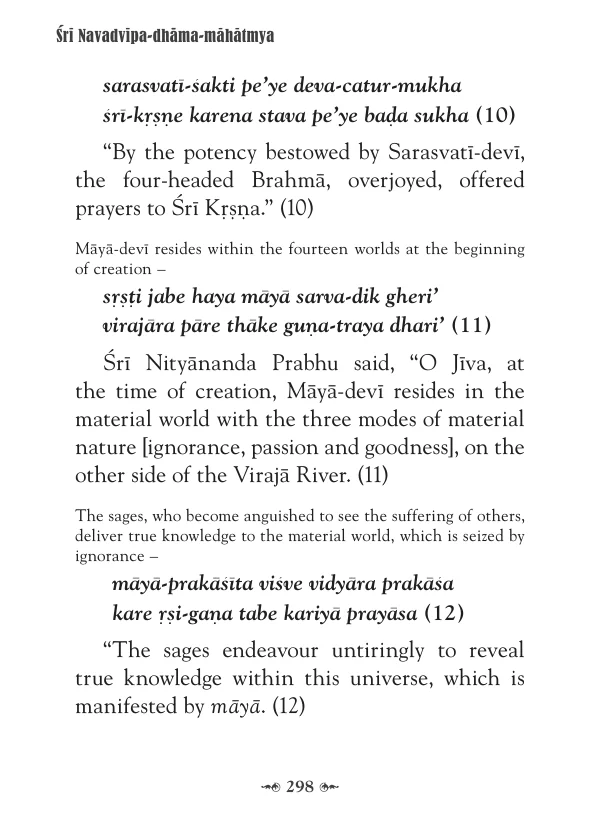 Śrī Navadvīpa-dhāma-māhātmya
sarasvatī-śakti pe’ye deva-catur-mukha
śrī-kṛṣṇe karena stava pe’ye baḍa sukha (10)
“By the potency bestowed by Sarasvatī-devī,
the four-headed Brahmā, overjoyed, offered
prayers to Śrī Kṛṣṇa.” (10)
Māyā-devī resides within the fourteen worlds at the beginning
of creation –
sṛṣṭi jabe haya māyā sarva-dik gheri’
virajāra pāre thāke guṇa-traya dhari’ (11)
Śrī Nityānanda Prabhu said, “O Jīva, at
the time of creation, Māyā-devī resides in the
material world with the three modes of material
nature [ignorance, passion and goodness], on the
other side of the Virajā River. (11)
The sages, who become anguished to see the suffering of others,
deliver true knowledge to the material world, which is seized by
ignorance –
māyā-prakāśīta viśve vidyāra prakāśa
kare ṛṣi-gaṇa tabe kariyā prayāsa (12)
“The sages endeavour untiringly to reveal
true knowledge within this universe, which is
manifested by māyā. (12)
298